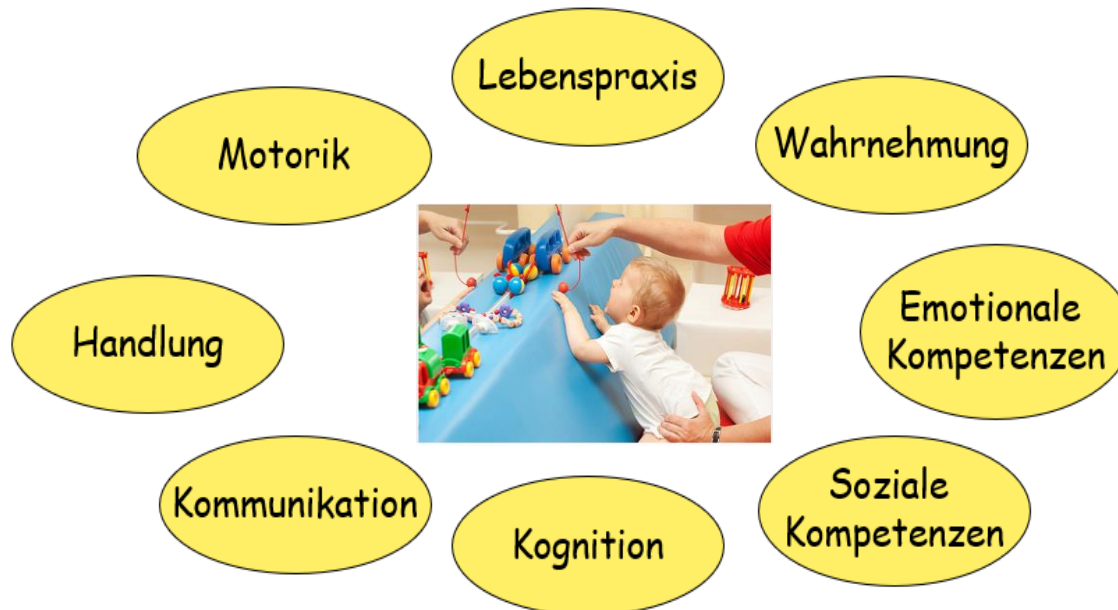 Lebenspraxis
Motorik
Wahrnehmung
Handlung
Emotionale
Kompetenzen
Kommunikation
Soziale
Kompetenzen
Kognition